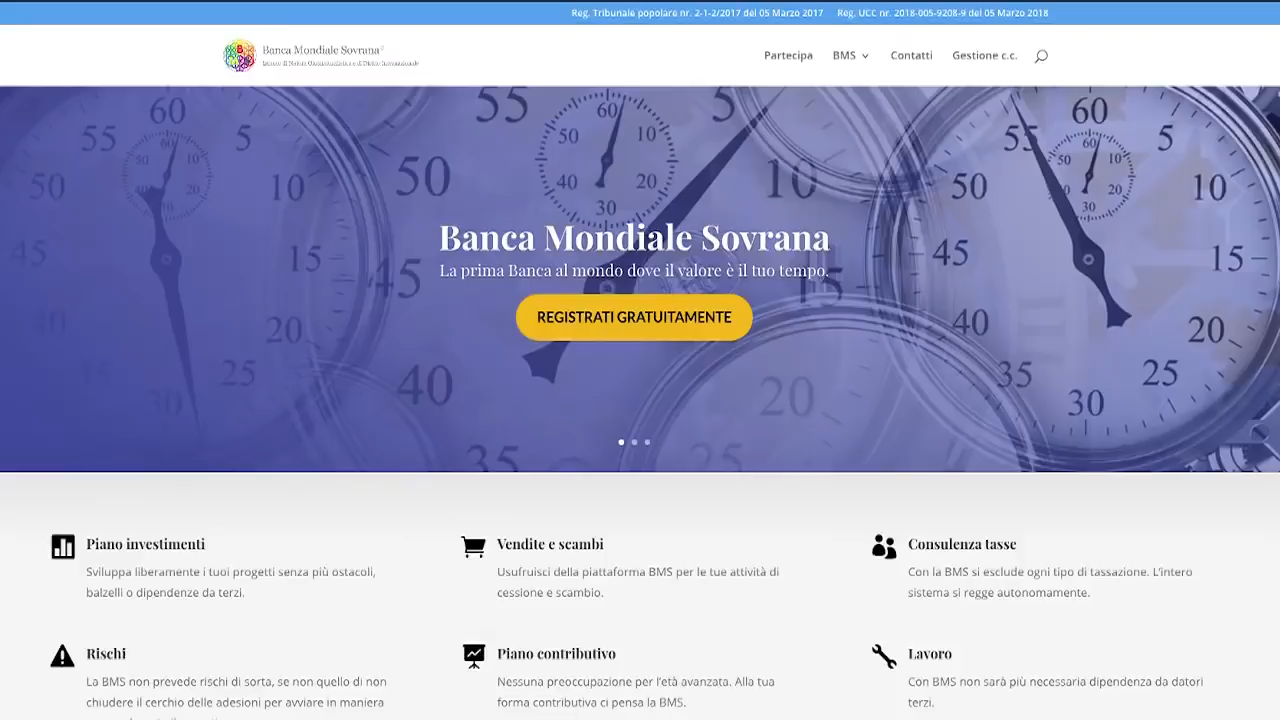 Reg. Tribunale popolare nr. 2-1-2/2017 del 05 Marzo 2017 Reg. UCC nr. 2018-005-9208-9 del 05 Marzo 2018
Banca Mondiale Sovrana
Partecipa BMS Contatti Gestione c.c.
Banca Mondiale Sovrana
La prima Banca al mondo dove il valore è il tuo tempo.
REGISTRATI GRATUITAMENTE
Piano investimenti
Sviluppa liberamente i tuoi progetti senza più ostacoli,
balzelli o dipendenze da terzi.
Vendite e scambi
Usufruisci della piattaforma BMS per le tue attività di
cessione e scambio.
Consulenza tasse
Con la BMS si esclude ogni tipo di tassazione. L'intero
sistema si regge autonomamente.
Rischi
La BMS non prevede rischi di sorta, se non quello di non
chiudere il cerchio delle adesioni per avviare in maniera
Piano contributivo
Nessuna preoccupazione per l'età avanzata. Alla tua
forma contributiva ci pensa la BMS.
Lavoro
Con BMS non sarà più necessaria dipendenza da datori
terzi.